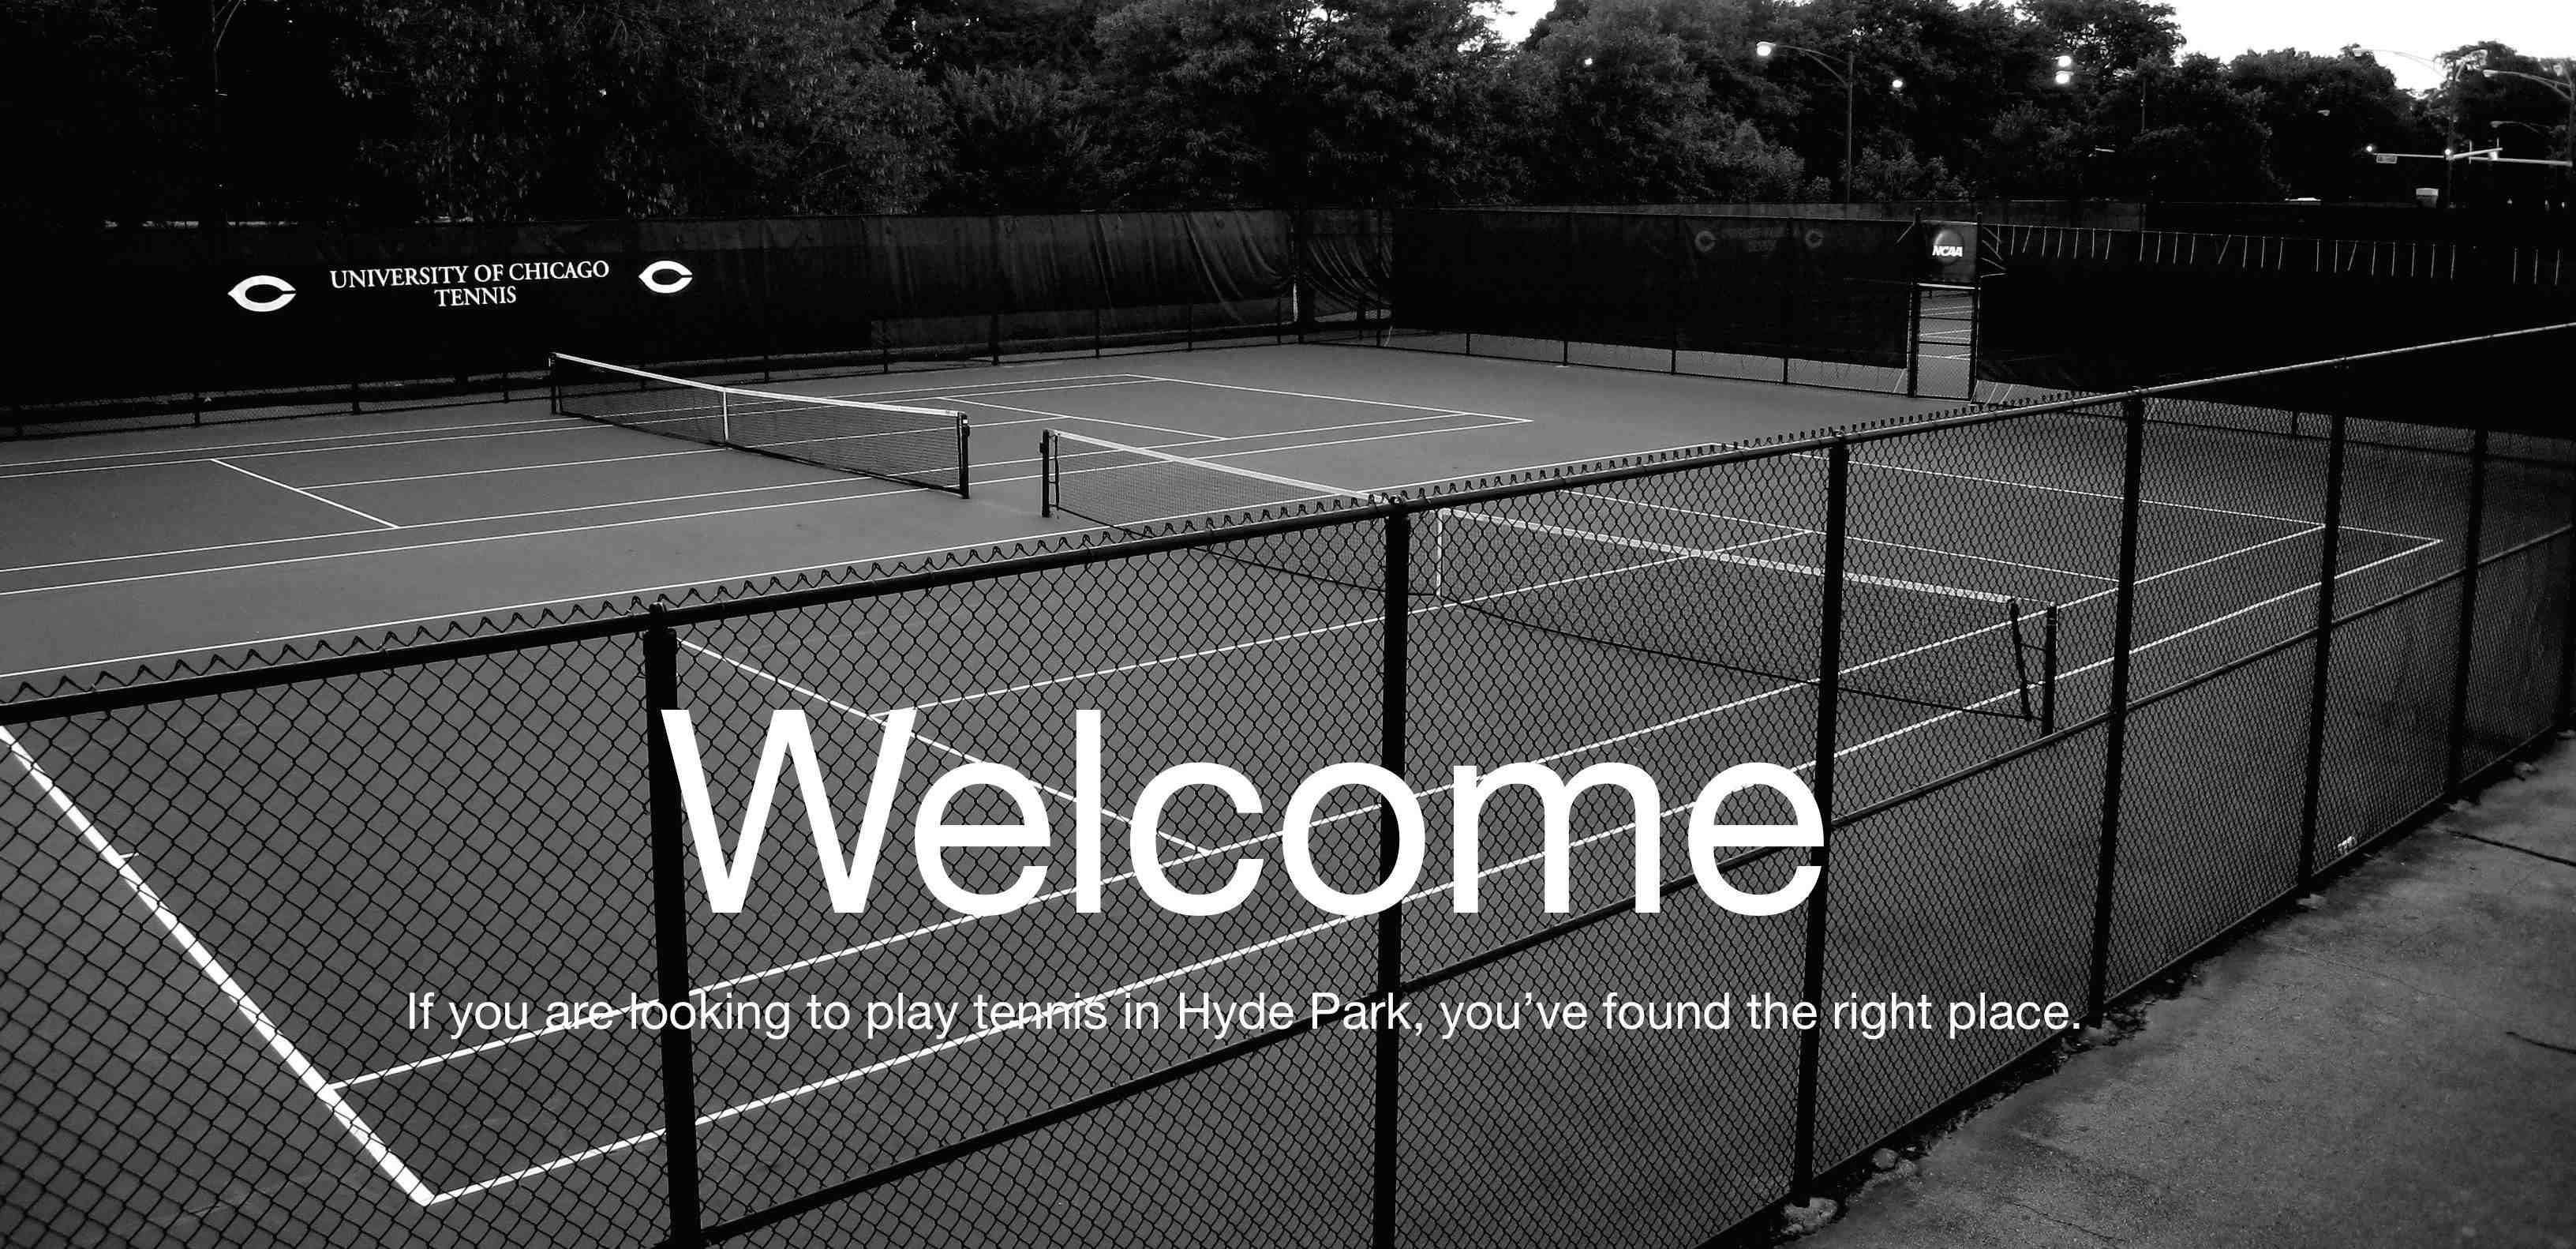 UNIVERSITY OF CHICAGO
TENNIS
NCAA
Welcome
If you are looking to play tennis in Hyde Park, you’ve found the right place.